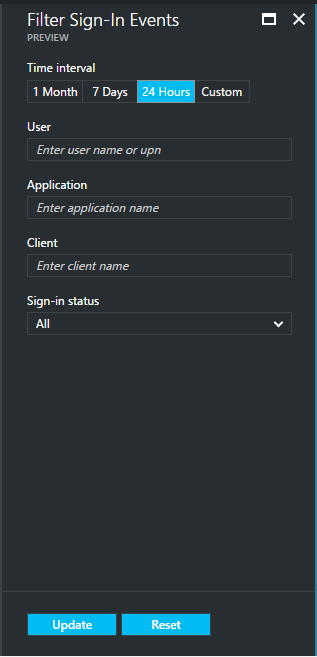 Filter Sign-In Events
PREVIEW
Time interval
1 Month 7 Days 24 Hours Custom
User
Enter user name or upn
Application
Enter application name
Client
Enter client name
Sign-in status
All
Update Reset